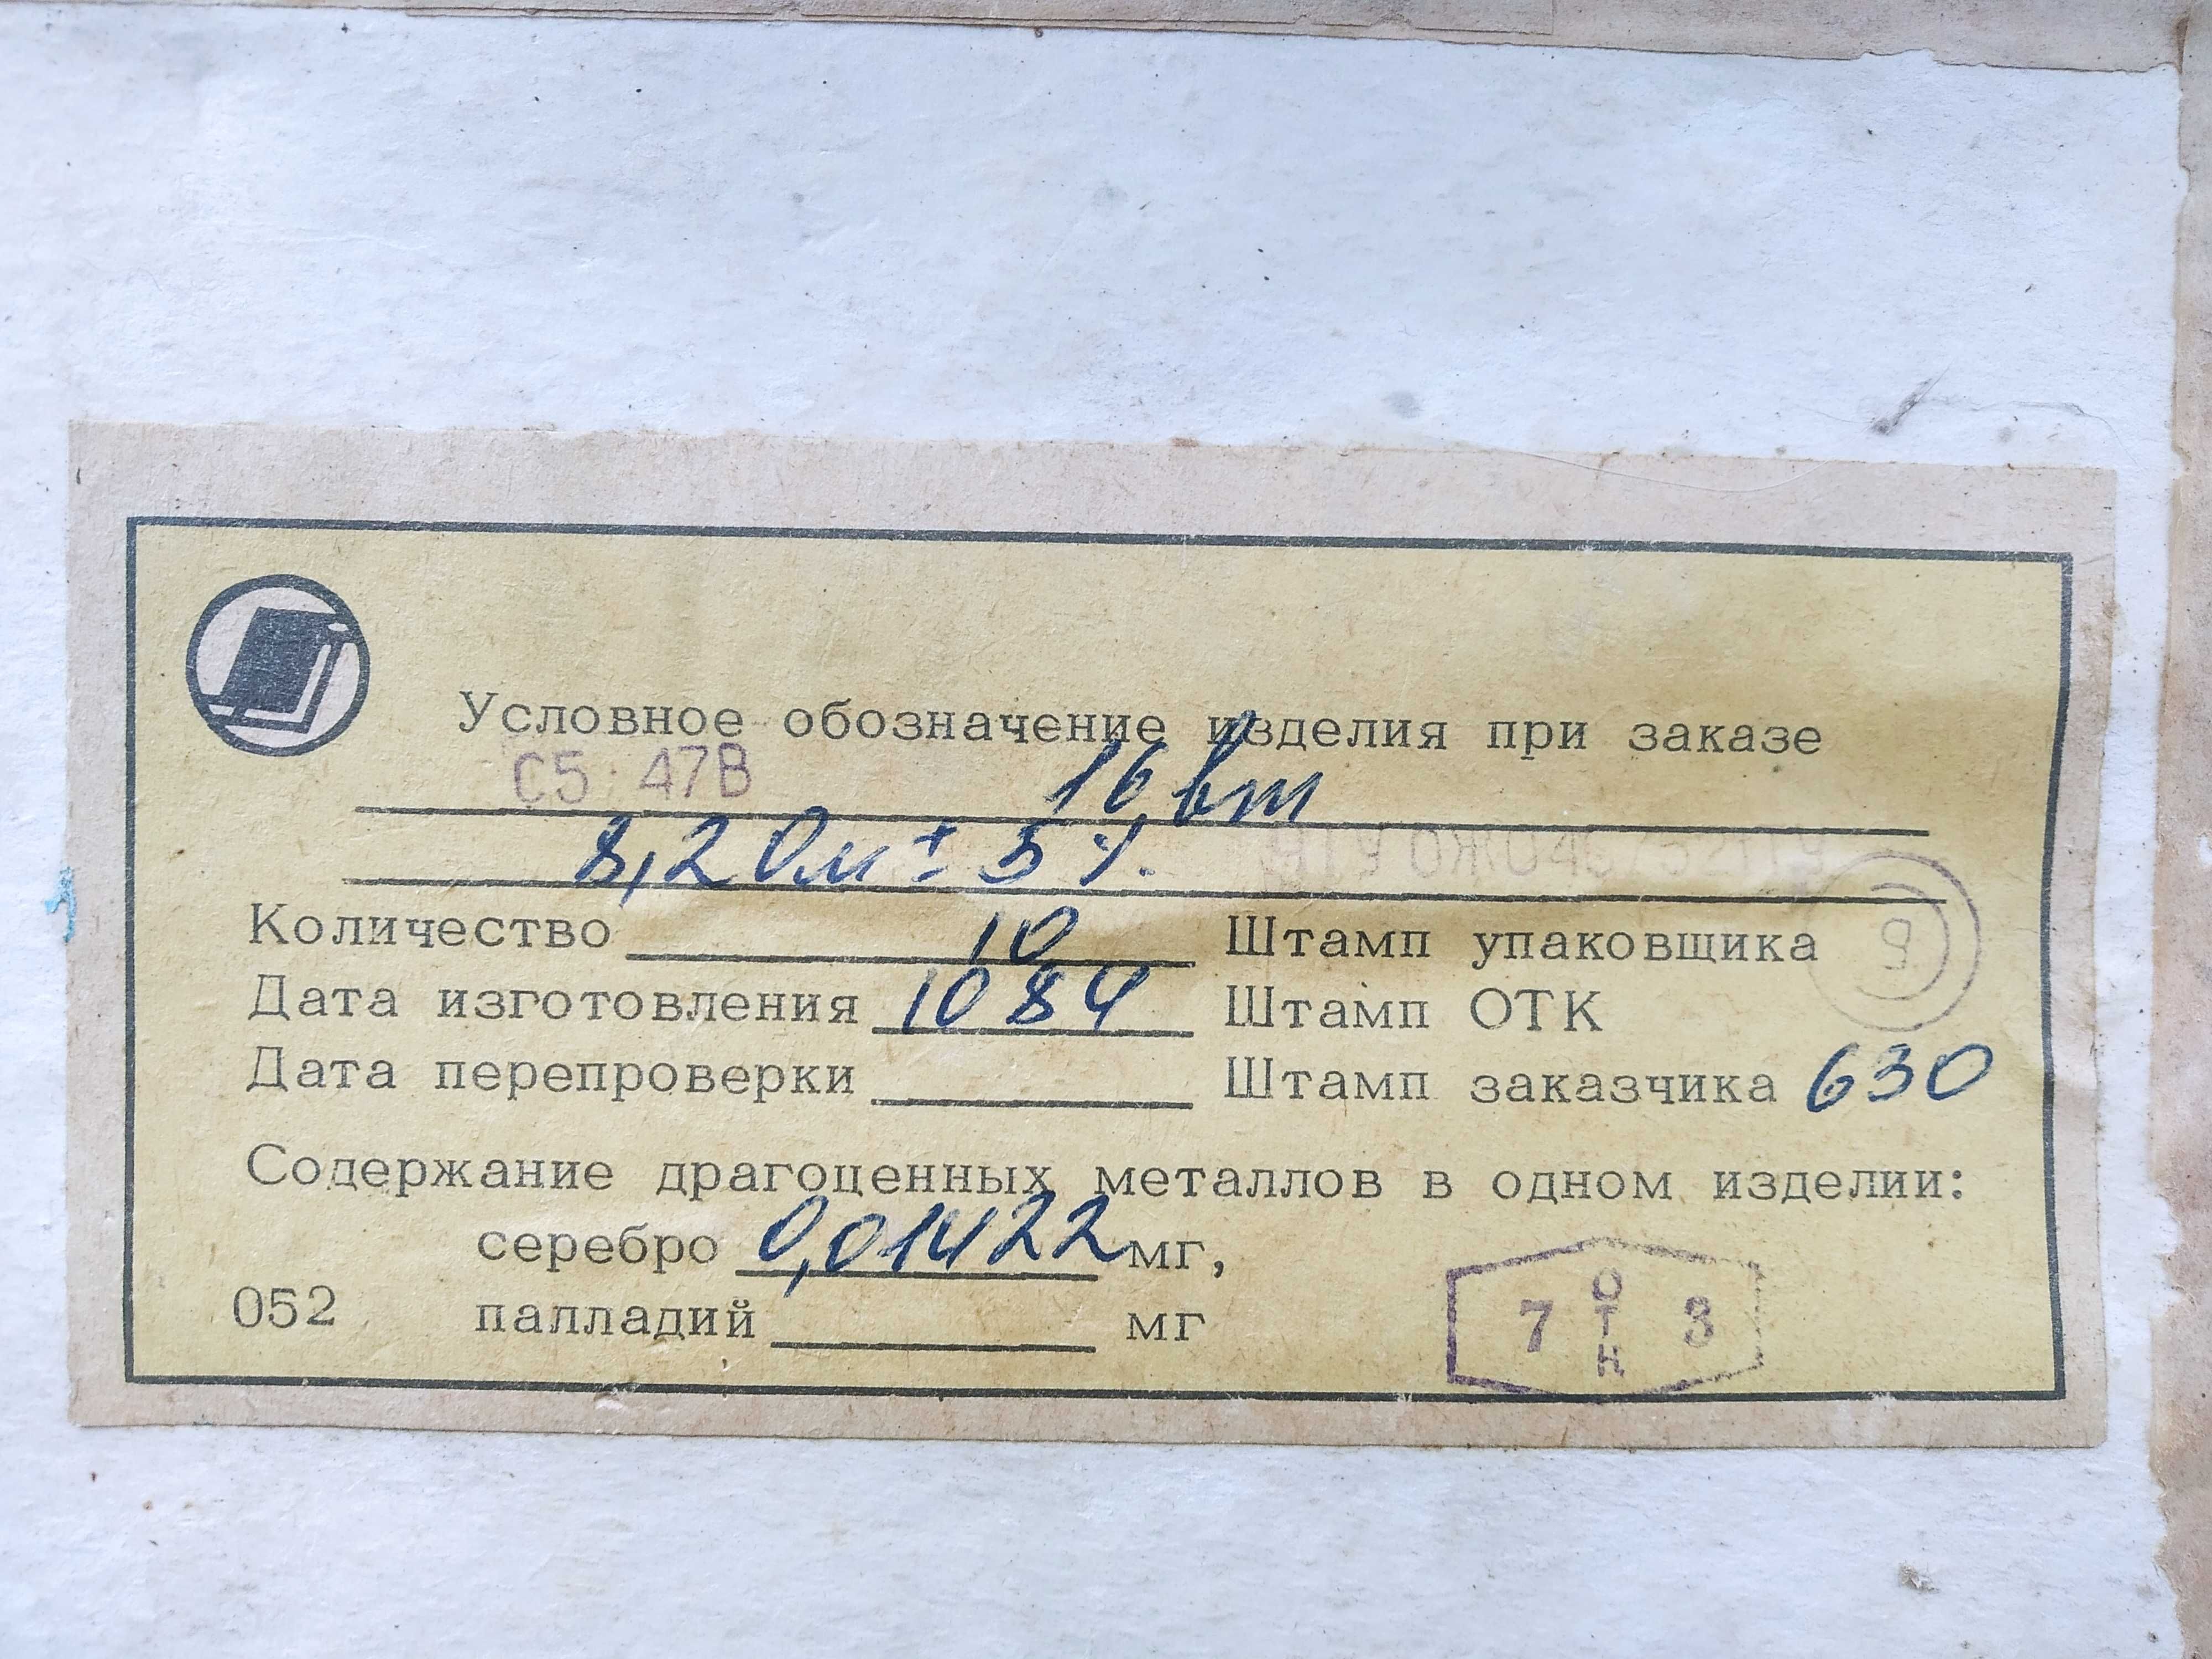 Условное обозначение изделия при заказе
С5 47В 16 вт
8,2 Ом ± 5 %
Количество 10 Штамп упаковщика 9
Дата изготовления 10 84 Штамп ОТК
Дата перепроверки Штамп заказчика 630
Содержание драгоценных металлов в одном изделии:
серебро 0,01422 мг,
052 палладий мг
7 ОТН 3